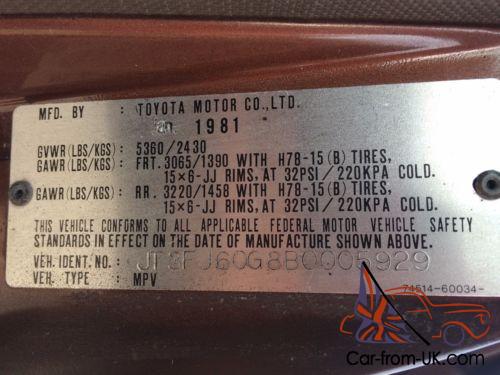 MFD. BY : TOYOTA MOTOR CO., LTD.
1981
GVWR (LBS/KGS) : 5360/2430
GAWR (LBS/KGS) : FRT. 3065/1390 WITH H78-15 (B) TIRES,
15×6-JJ RIMS, AT 32PSI/220KPA COLD.
GAWR (LBS/KGS) : RR. 3220/1458 WITH H78-15 (B) TIRES,
15×6-JJ RIMS, AT 32PSI/220KPA COLD.
THIS VEHICLE CONFORMS TO ALL APPLICABLE FEDERAL MOTOR VEHICLE SAFETY
STANDARDS IN EFFECT ON THE DATE OF MANUFACTURE SHOWN ABOVE.
VEH. IDENT. NO. : JT3FJ60G8B0005929
VEH. TYPE : MPV
74514-60034-
Car-from-UK.com